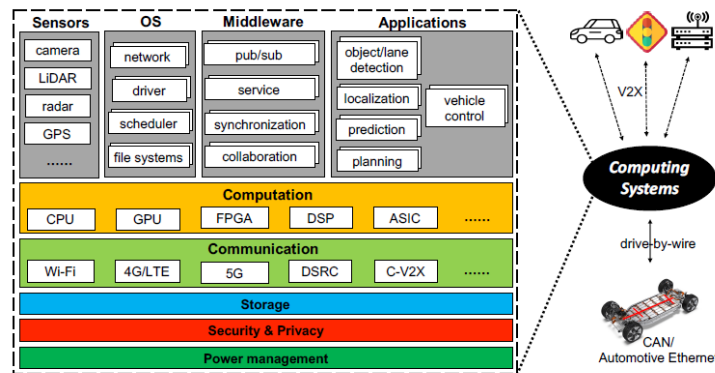 Sensors
camera
LiDAR
radar
GPS
......
OS
network
driver
scheduler
file systems
Middleware
pub/sub
service
synchronization
collaboration
Applications
object/lane
detection
localization
prediction
planning
vehicle
control
Computation
CPU
GPU
FPGA
DSP
ASIC
......
Communication
Wi-Fi
4G/LTE
5G
DSRC
C-V2X
......
Storage
Security & Privacy
Power management
V2X
Computing
Systems
drive-by-wire
CAN/
Automotive Ethernet